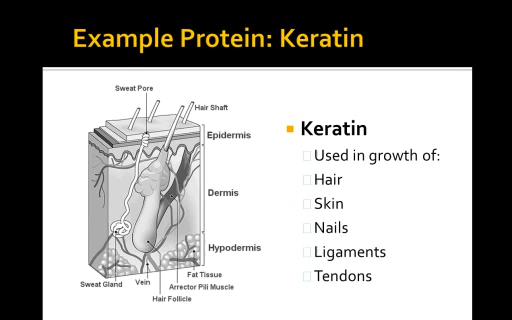 Example Protein: Keratin
Sweat Pore
Hair Shaft
Epidermis
Dermis
Hypodermis
Fat Tissue
Arrector Pili Muscle
Hair Follicle
Vein
Sweat Gland
Keratin
Used in growth of:
Hair
Skin
Nails
Ligaments
Tendons